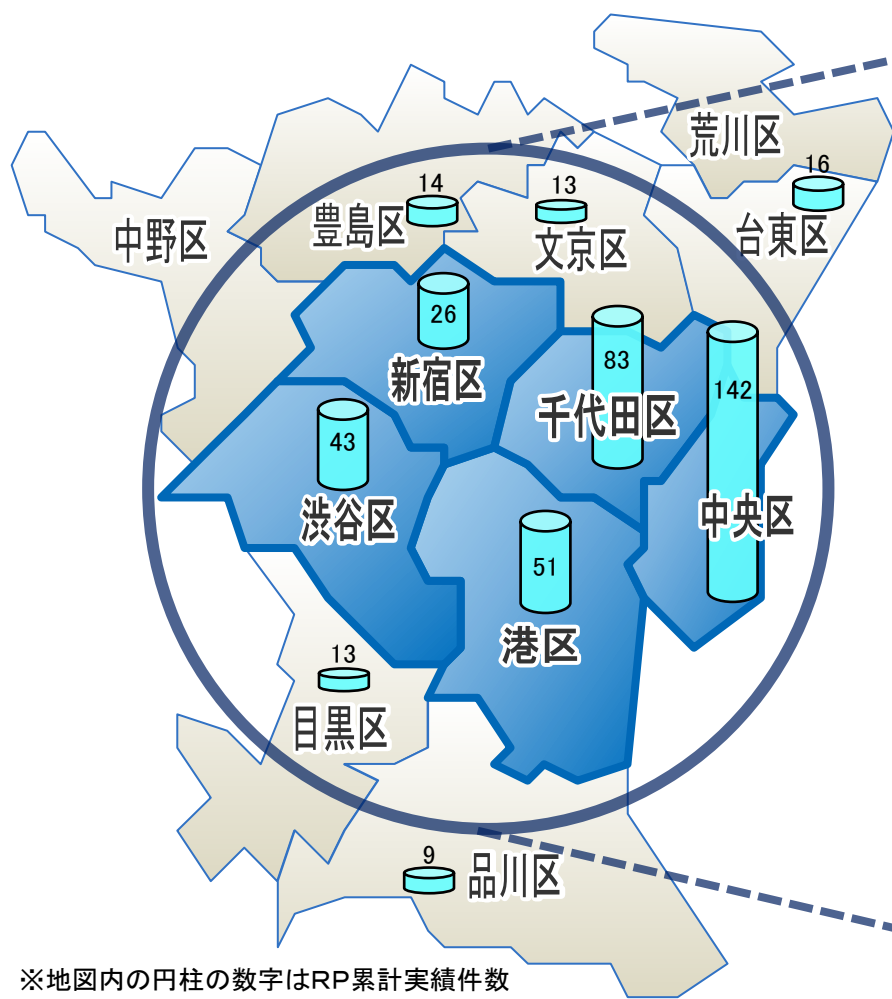 荒川区
16
台東区
14
豊島区
13
文京区
中野区
26
新宿区
83
千代田区
142
中央区
43
渋谷区
51
港区
13
目黒区
9
品川区
※地図内の円柱の数字はRP累計実績件数